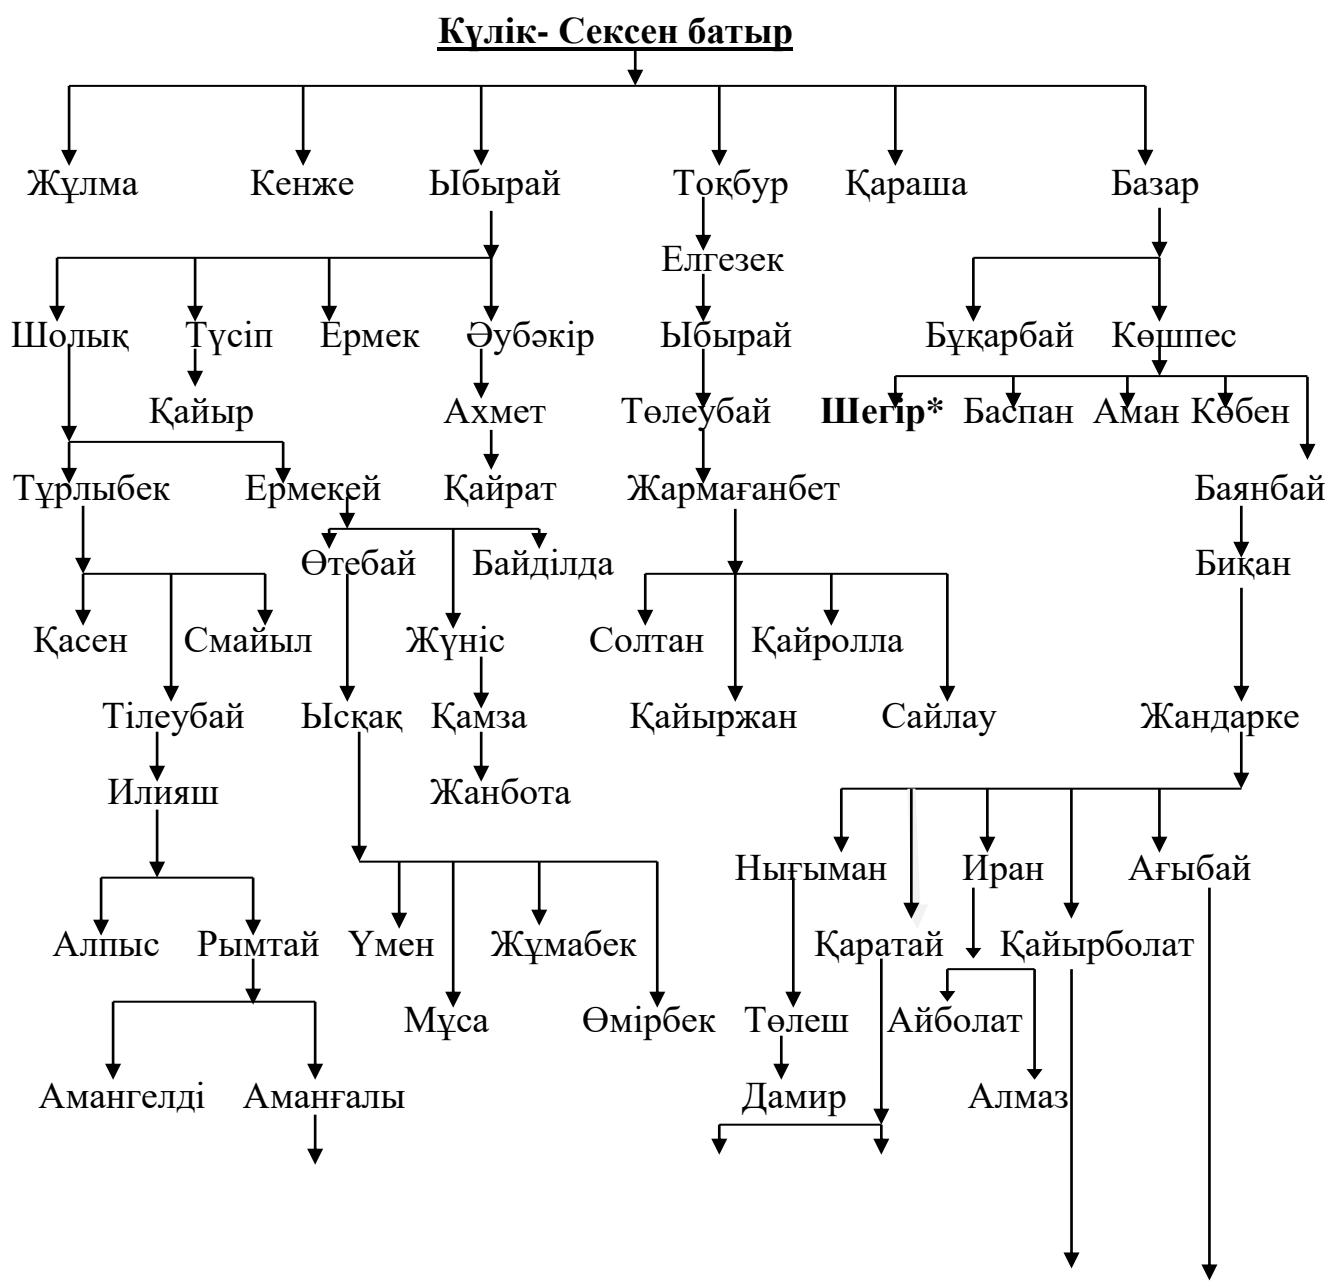 Күлік- Сексен батыр
Жұлма Кенже Ыбырай Тоқбур Қараша Базар
Елгезек
Шолық Түсіп Ермек Әубәкір Ыбырай Бұқарбай Көшпес
Қайыр Ахмет Төлеубай Шегір* Баспан Аман Көбен
Тұрлыбек Ермекей Қайрат Жармағанбет Баянбай
Өтебай Байділда Биқан
Қасен Смайыл Жүніс Солтан Қайролла
Тілеубай Ысқақ Қамза Қайыржан Сайлау Жандарке
Илияш Жанбота
Нығыман Иран Ағыбай
Алпыс Рымтай Үмен Жұмабек Қаратай Қайырболат
Мұса Өмірбек Төлеш Айболат
Амангелді Аманғалы Дамир Алмаз